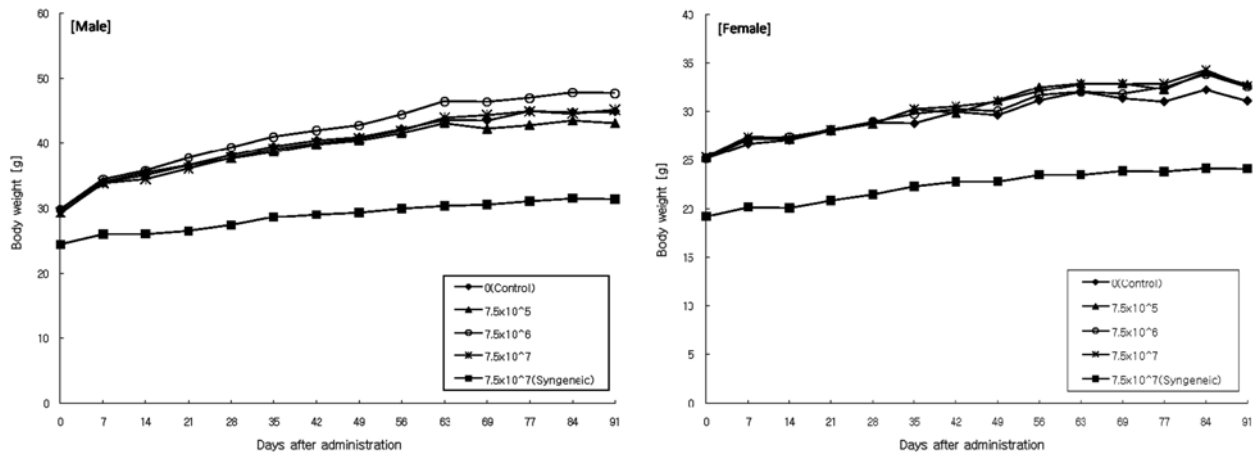 [Male]
60
50
40
30
20
10
0
Body weight [g]
0(Control)
7.5x10^5
7.5x10^6
7.5x10^7
7.5x10^7(Syngeneic)
0 7 14 21 28 35 42 49 56 63 69 77 84 91
Days after administration
[Female]
40
35
30
25
20
15
10
5
0
Body weight [g]
0(Control)
7.5x10^5
7.5x10^6
7.5x10^7
7.5x10^7(Syngeneic)
0 7 14 21 28 35 42 49 56 63 69 77 84 91
Days after administration